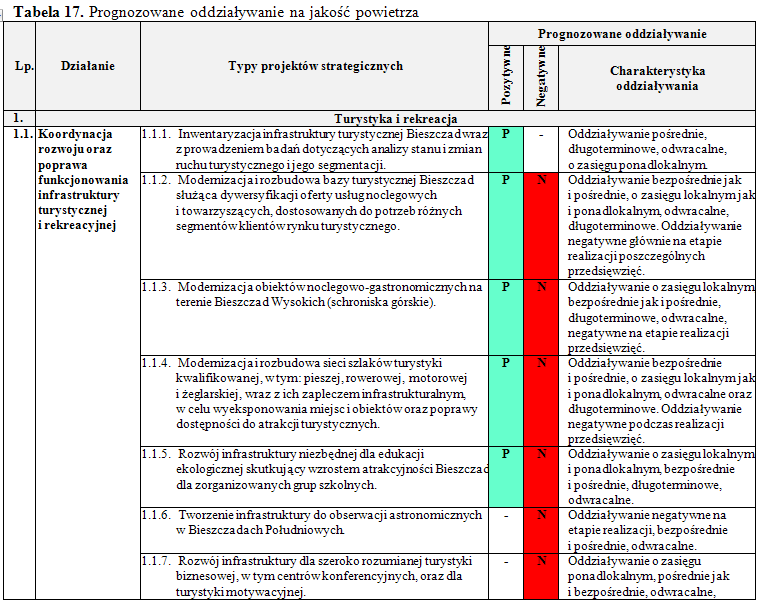 Tabela 17. Prognozowane oddziaływanie na jakość powietrza
Lp.
Działanie
Typy projektów strategicznych
Prognozowane oddziaływanie
Pozytywne
Negatywne
Charakterystyka
oddziaływania
1.
Turystyka i rekreacja
1.1.
Koordynacja
rozwoju oraz
poprawa
funkcjonowania
infrastruktury
turystycznej
i rekreacyjnej
1.1.1. Inwentaryzacja infrastruktury turystycznej Bieszczad wraz
z prowadzeniem badań dotyczących analizy stanu i zmian
ruchu turystycznego i jego segmentacji.
P
-
Oddziaływanie pośrednie,
długoterminowe, odwracalne,
o zasięgu ponadlokalnym.
1.1.2. Modernizacja i rozbudowa bazy turystycznej Bieszczad
służąca dywersyfikacji oferty usług noclegowych
i towarzyszących, dostosowanych do potrzeb różnych
segmentów klientów rynku turystycznego.
P
N
Oddziaływanie bezpośrednie jak
i pośrednie, o zasięgu lokalnym jak
i ponadlokalnym, odwracalne,
długoterminowe. Oddziaływanie
negatywne głównie na etapie
realizacji poszczególnych
przedsięwzięć.
1.1.3. Modernizacja obiektów noclegowo-gastronomicznych na
terenie Bieszczad Wysokich (schroniska górskie).
P
N
Oddziaływanie o zasięgu lokalnym
bezpośrednie jak i pośrednie,
długoterminowe, odwracalne,
negatywne na etapie realizacji
przedsięwzięć.
1.1.4. Modernizacja i rozbudowa sieci szlaków turystyki
kwalifikowanej, w tym: pieszej, rowerowej, motorowej
i żeglarskiej, wraz z ich zapleczem infrastrukturalnym,
w celu wyeksponowania miejsc i obiektów oraz poprawy
dostępności do atrakcji turystycznych.
P
N
Oddziaływanie bezpośrednie
i pośrednie, o zasięgu lokalnym jak
i ponadlokalnym, odwracalne oraz
długoterminowe. Oddziaływanie
negatywne podczas realizacji
przedsięwzięć.
1.1.5. Rozwój infrastruktury niezbędnej dla edukacji
ekologicznej skutkujący wzrostem atrakcyjności Bieszczad
dla zorganizowanych grup szkolnych.
P
N
Oddziaływanie o zasięgu lokalnym
i ponadlokalnym, bezpośrednie
i pośrednie, długoterminowe,
odwracalne.
1.1.6. Tworzenie infrastruktury do obserwacji astronomicznych
w Bieszczadach Południowych.
-
N
Oddziaływanie negatywne na
etapie realizacji, bezpośrednie
i pośrednie, odwracalne.
1.1.7. Rozwój infrastruktury dla szeroko rozumianej turystyki
biznesowej, w tym centrów konferencyjnych, oraz dla
turystyki motywacyjnej.
-
N
Oddziaływanie o zasięgu
ponadlokalnym, pośrednie jak
i bezpośrednie, odwracalne,